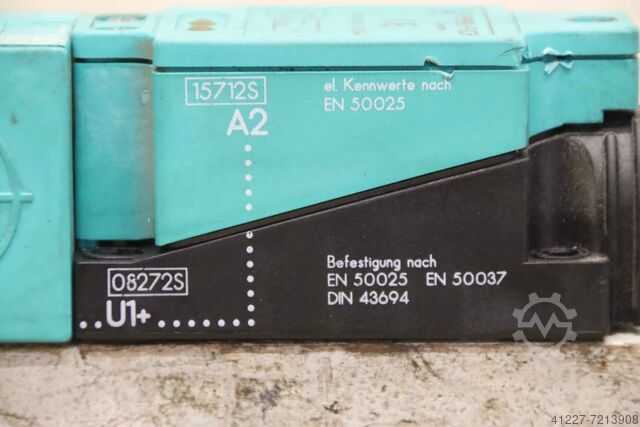 15712S
A2
el. Kennwerte nach
EN 50025
08272S
U1+
Befestigung nach
EN 50025 EN 50037
DIN 43694
41227-7213908